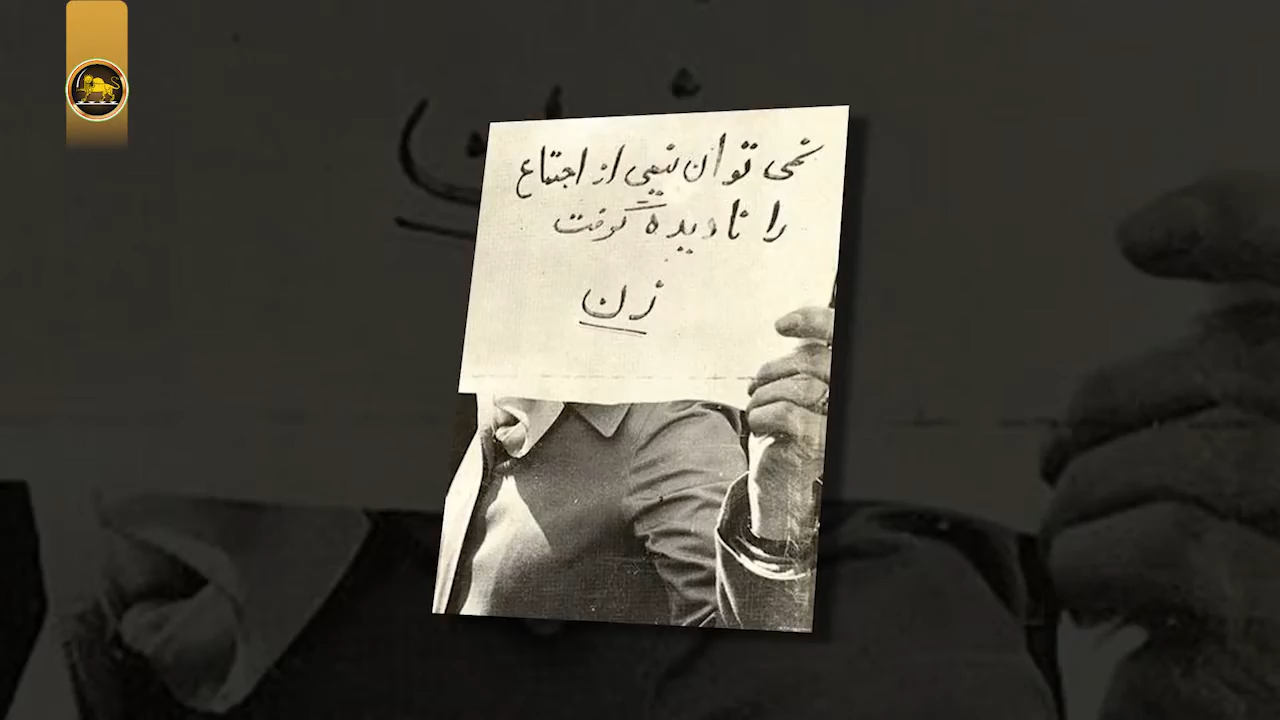 نمی توان نیمی از اجتماع
را نادیده گرفت
زن